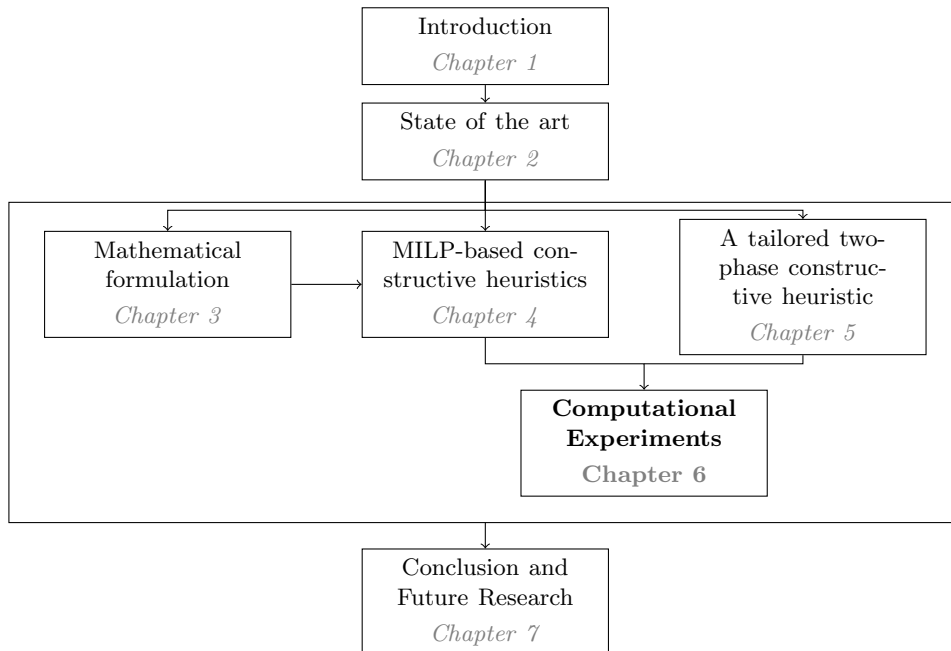 Introduction
Chapter 1
State of the art
Chapter 2
Mathematical
formulation
Chapter 3
MILP-based con-
structive heuristics
Chapter 4
A tailored two-
phase construc-
tive heuristic
Chapter 5
Computational
Experiments
Chapter 6
Conclusion and
Future Research
Chapter 7